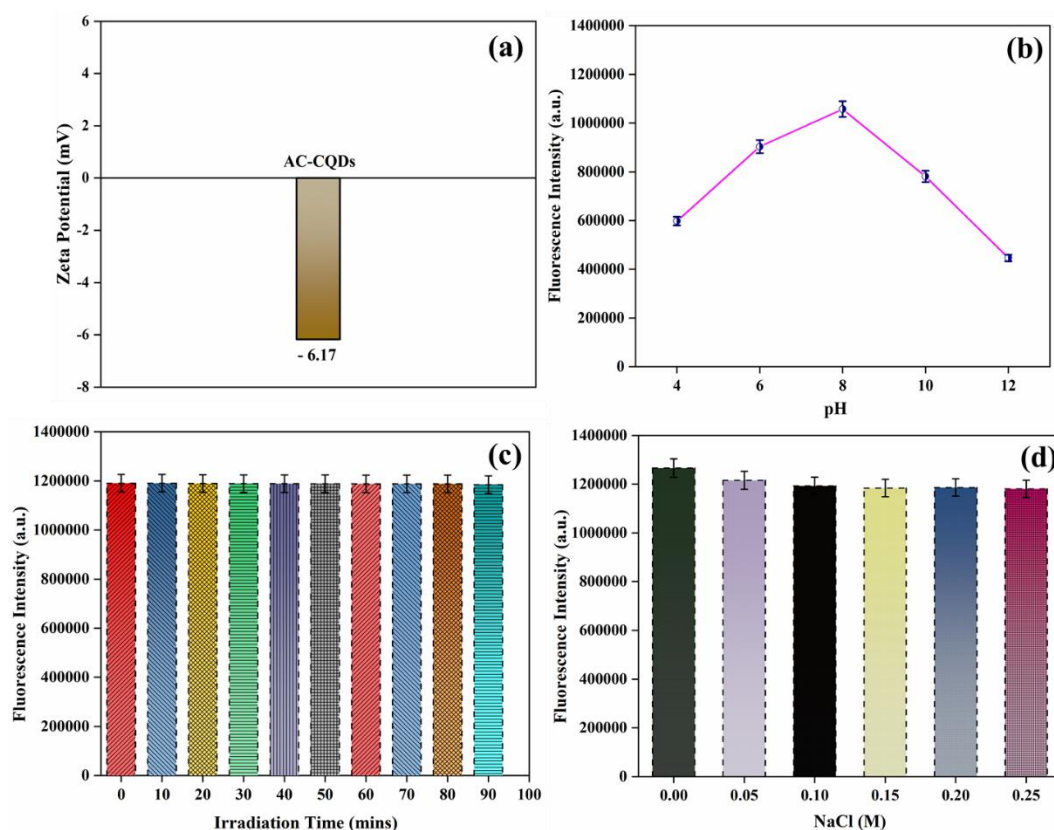 (a)
Zeta Potential (mV)
6
4
2
0
-2
-4
-6
-8
AC-CQDs
- 6.17
(b)
Fluorescence Intensity (a.u.)
1400000
1200000
1000000
800000
600000
400000
200000
0
4 6 8 10 12
pH
(c)
Fluorescence Intensity (a.u.)
1400000
1200000
1000000
800000
600000
400000
200000
0
0 10 20 30 40 50 60 70 80 90 100
Irradiation Time (mins)
(d)
Fluorescence Intensity (a.u.)
1400000
1200000
1000000
800000
600000
400000
200000
0
0.00 0.05 0.10 0.15 0.20 0.25
NaCl (M)